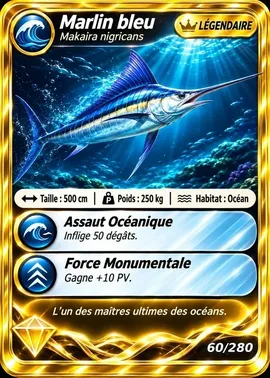 Marlin bleu
LÉGENDAIRE
Makaira nigricans
Taille : 500 cm | Poids : 250 kg | Habitat : Océan
Assaut Océanique
Inflige 50 dégâts.
Force Monumentale
Gagne +10 PV.
L'un des maîtres ultimes des océans.
60/280